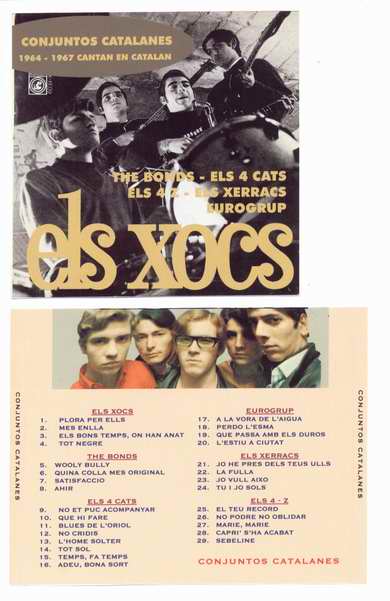 CONJUNTOS CATALANES
1964 - 1967 CANTAN EN CATALAN
THE BONDS - ELS 4 CATS
ELS 4 Z - ELS XERRACS
EUROGRUP
els xocs
CONJUNTOS CATALANES
ELS XOCS
1. PLORA PER ELLS
2. MES ENLLA
3. ELS BONS TEMPS, ON HAN ANAT
4. TOT NEGRE
THE BONDS
5. WOOLY BULLY
6. QUINA COLLA MES ORIGINAL
7. SATISFACCIO
8. AHIR
ELS 4 CATS
9. NO ET PUC ACOMPANYAR
10. QUE HI FARE
11. BLUES DE L'ORIOL
12. NO CRIDIS
13. L'HOME SOLTER
14. TOT SOL
15. TEMPS, FA TEMPS
16. ADEU, BONA SORT
EUROGRUP
17. A LA VORA DE L'AIGUA
18. PERDO L'ESMA
19. QUE PASSA AMB ELS DUROS
20. L'ESTIU A CIUTAT
ELS XERRACS
21. JO HE PRES DELS TEUS ULLS
22. LA FULLA
23. JO VULL AIXO
24. TU I JO SOLS
ELS 4 - Z
25. EL TEU RECORD
26. NO PODRE NO OBLIDAR
27. MARIE, MARIE
28. CAPRI' S'HA ACABAT
29. SEBELINE
CONJUNTOS CATALANES
CONJUNTOS CATALANES